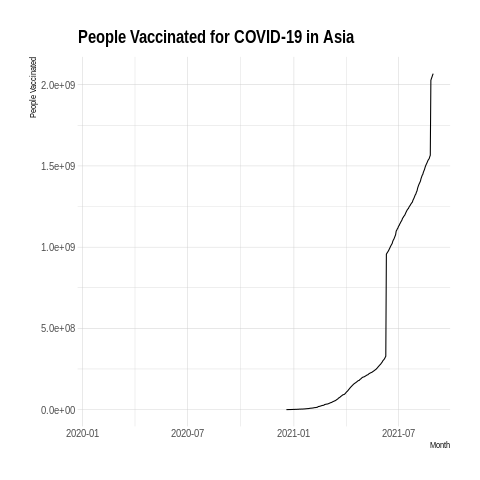 People Vaccinated for COVID-19 in Asia
People Vaccinated
2.0e+09
1.5e+09
1.0e+09
5.0e+08
0.0e+00
2020-01 2020-07 2021-01 2021-07
Month